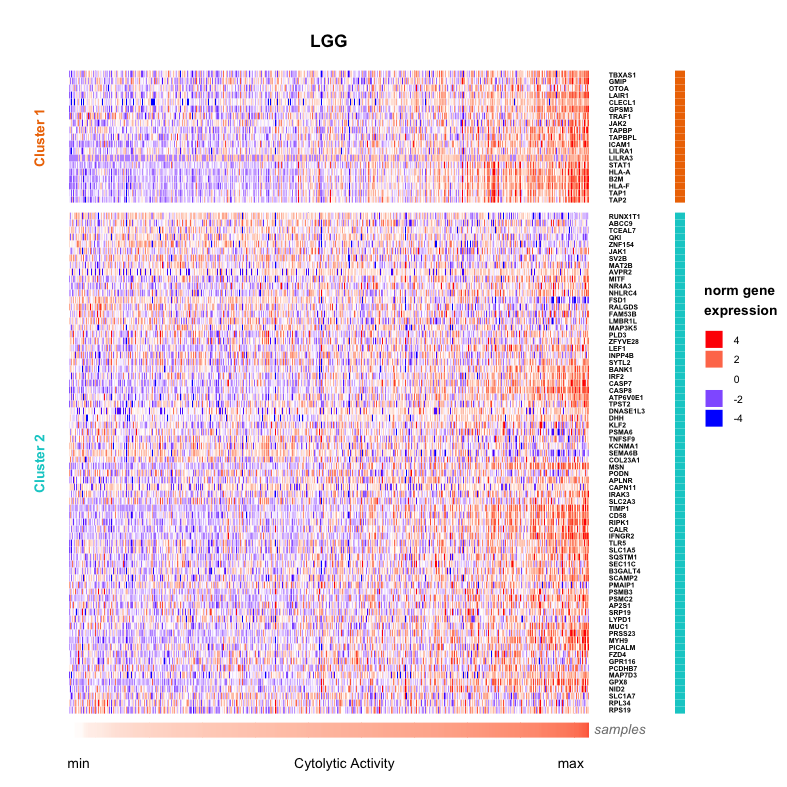 LGG
Cluster 1
TBXAS1
GMIP
OTOA
LAIR1
CLECL1
GPSM3
TRAF1
JAK2
TAPBP
TAPBPL
ICAM1
LILRA1
LILRA3
STAT1
HLA-A
B2M
HLA-F
TAP1
TAP2
Cluster 2
RUNX1T1
ABCC9
TCEAL7
QKI
ZNF154
JAK1
SV2B
MAT2B
AVPR2
MITF
NR4A3
NHLRC4
FSD1
RALGDS
FAM53B
LMBR1L
MAP3K5
PLD3
ZFYVE28
LEF1
INPP4B
SYTL2
BANK1
IRF2
CASP7
CASP8
ATP6V0E1
TPST2
DNASE1L3
DHH
KLF2
PSMA6
TNFSF9
KCNMA1
SEMA6B
COL23A1
MSN
PODN
APLNR
CAPN11
IRAK3
SLC2A3
TIMP1
CD58
RIPK1
CALR
IFNGR2
TLR5
SLC1A5
SQSTM1
SEC11C
B3GALT4
SCAMP2
PMAIP1
PSMB3
PSMC2
AP2S1
SRP19
LYPD1
MUC1
PRSS23
MYH9
PICALM
FZD4
GPR116
PCDHB7
MAP7D3
GPX8
NID2
SLC1A7
RPL34
RPS19
norm gene
expression
4
2
0
-2
-4
samples
min Cytolytic Activity max